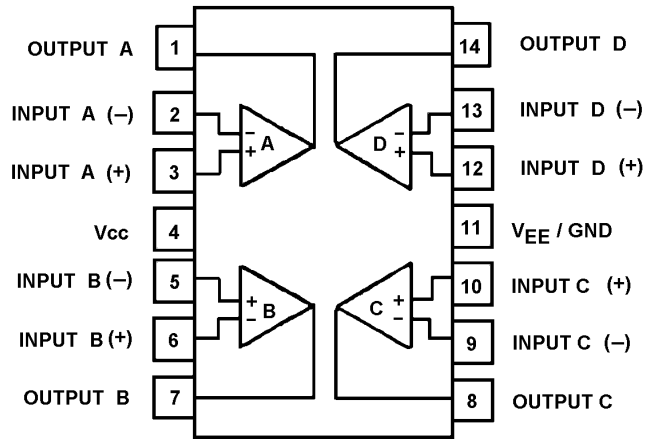 OUTPUT A 1 14 OUTPUT D
INPUT A (–) 2 13 INPUT D (–)
– A + – D +
INPUT A (+) 3 12 INPUT D (+)
Vcc 4 11 VEE / GND
INPUT B (–) 5 10 INPUT C (+)
+ B – + C –
INPUT B (+) 6 9 INPUT C (–)
OUTPUT B 7 8 OUTPUT C